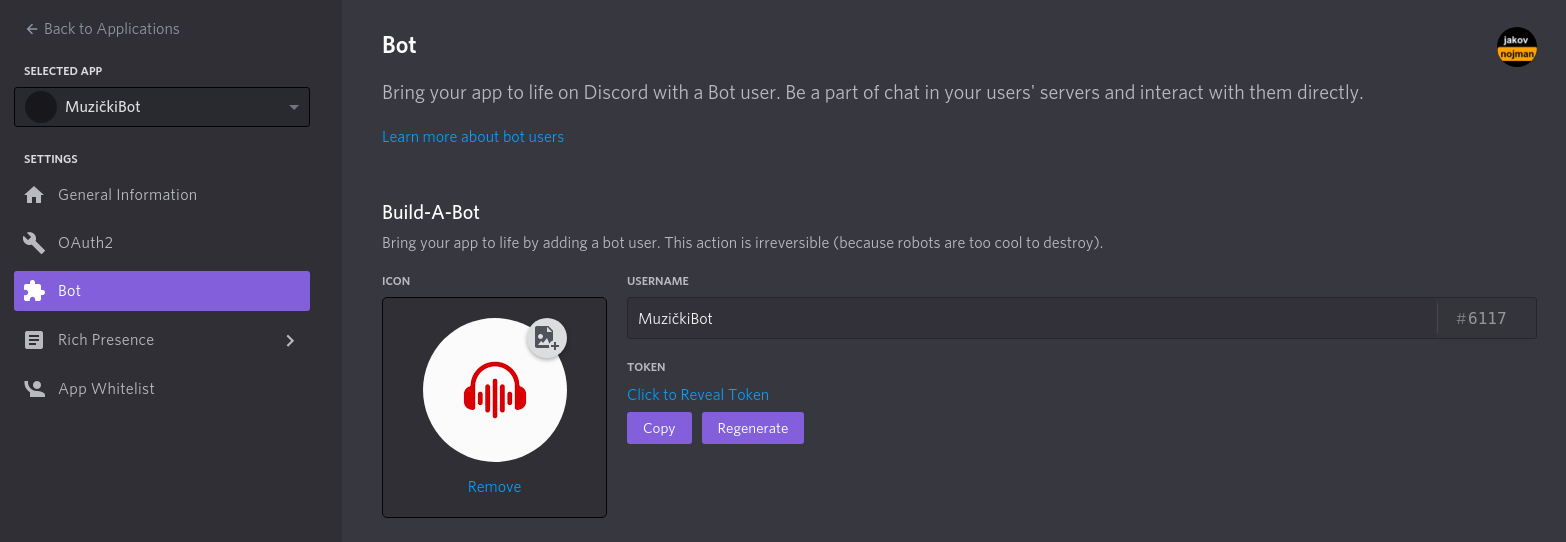 Back to Applications
SELECTED APP
MuzičkiBot
SETTINGS
General Information
OAuth2
Bot
Rich Presence
App Whitelist
Bot
jakov
nojman
Bring your app to life on Discord with a Bot user. Be a part of chat in your users' servers and interact with them directly.
Learn more about bot users
Build-A-Bot
Bring your app to life by adding a bot user. This action is irreversible (because robots are too cool to destroy).
ICON
Remove
USERNAME
MuzičkiBot #6117
TOKEN
Click to Reveal Token
Copy Regenerate